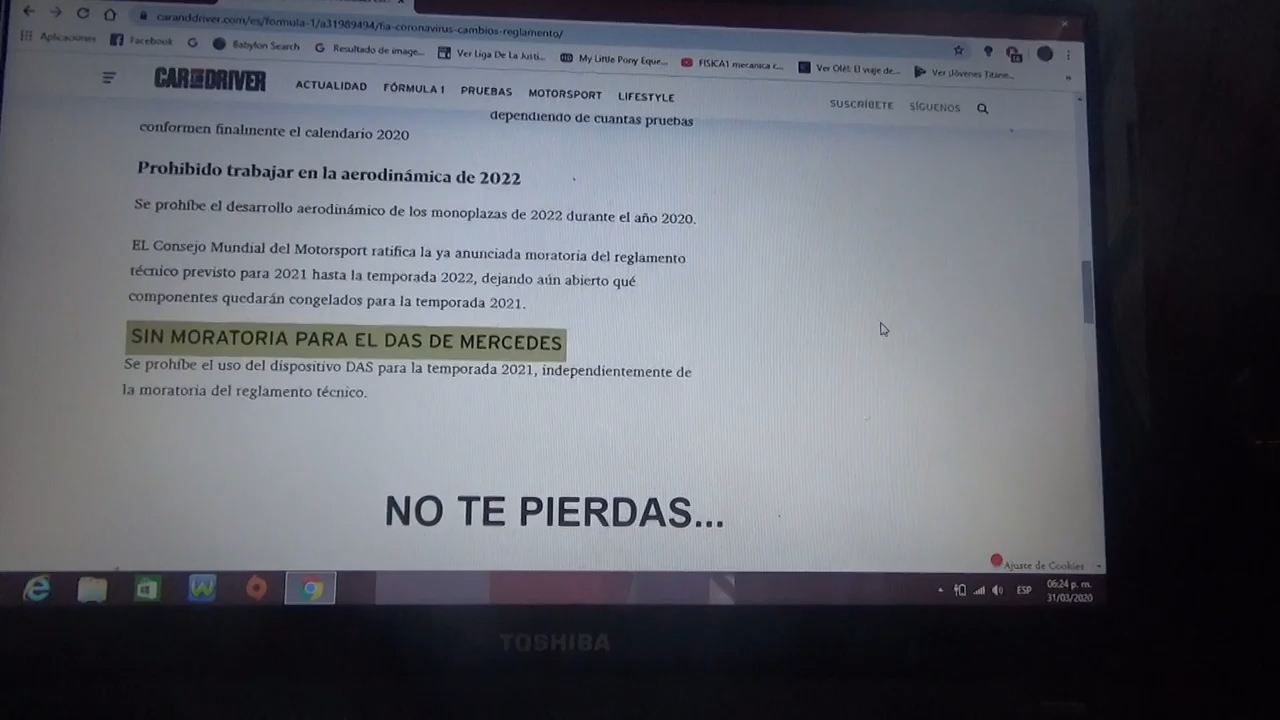 caranddriver.com/es/formula-1/a31989494/fia-coronavirus-cambios-reglamento/
Aplicaciones Facebook Babylon Search Resultado de image... Ver Liga De La Justi... My Little Pony Eque... FISICA1 mecanica c... Ver Olé!: El viaje de... Ver Jóvenes Titane...
CAR AND DRIVER ACTUALIDAD FÓRMULA 1 PRUEBAS MOTORSPORT LIFESTYLE SUSCRÍBETE SÍGUENOS
dependiendo de cuantas pruebas
conformen finalmente el calendario 2020
Prohibido trabajar en la aerodinámica de 2022
Se prohíbe el desarrollo aerodinámico de los monoplazas de 2022 durante el año 2020.
EL Consejo Mundial del Motorsport ratifica la ya anunciada moratoria del reglamento
técnico previsto para 2021 hasta la temporada 2022, dejando aún abierto qué
componentes quedarán congelados para la temporada 2021.
SIN MORATORIA PARA EL DAS DE MERCEDES
Se prohíbe el uso del dispositivo DAS para la temporada 2021, independientemente de
la moratoria del reglamento técnico.
NO TE PIERDAS...
Ajuste de Cookies
ESP
06:24 p. m.
31/03/2020
TOSHIBA